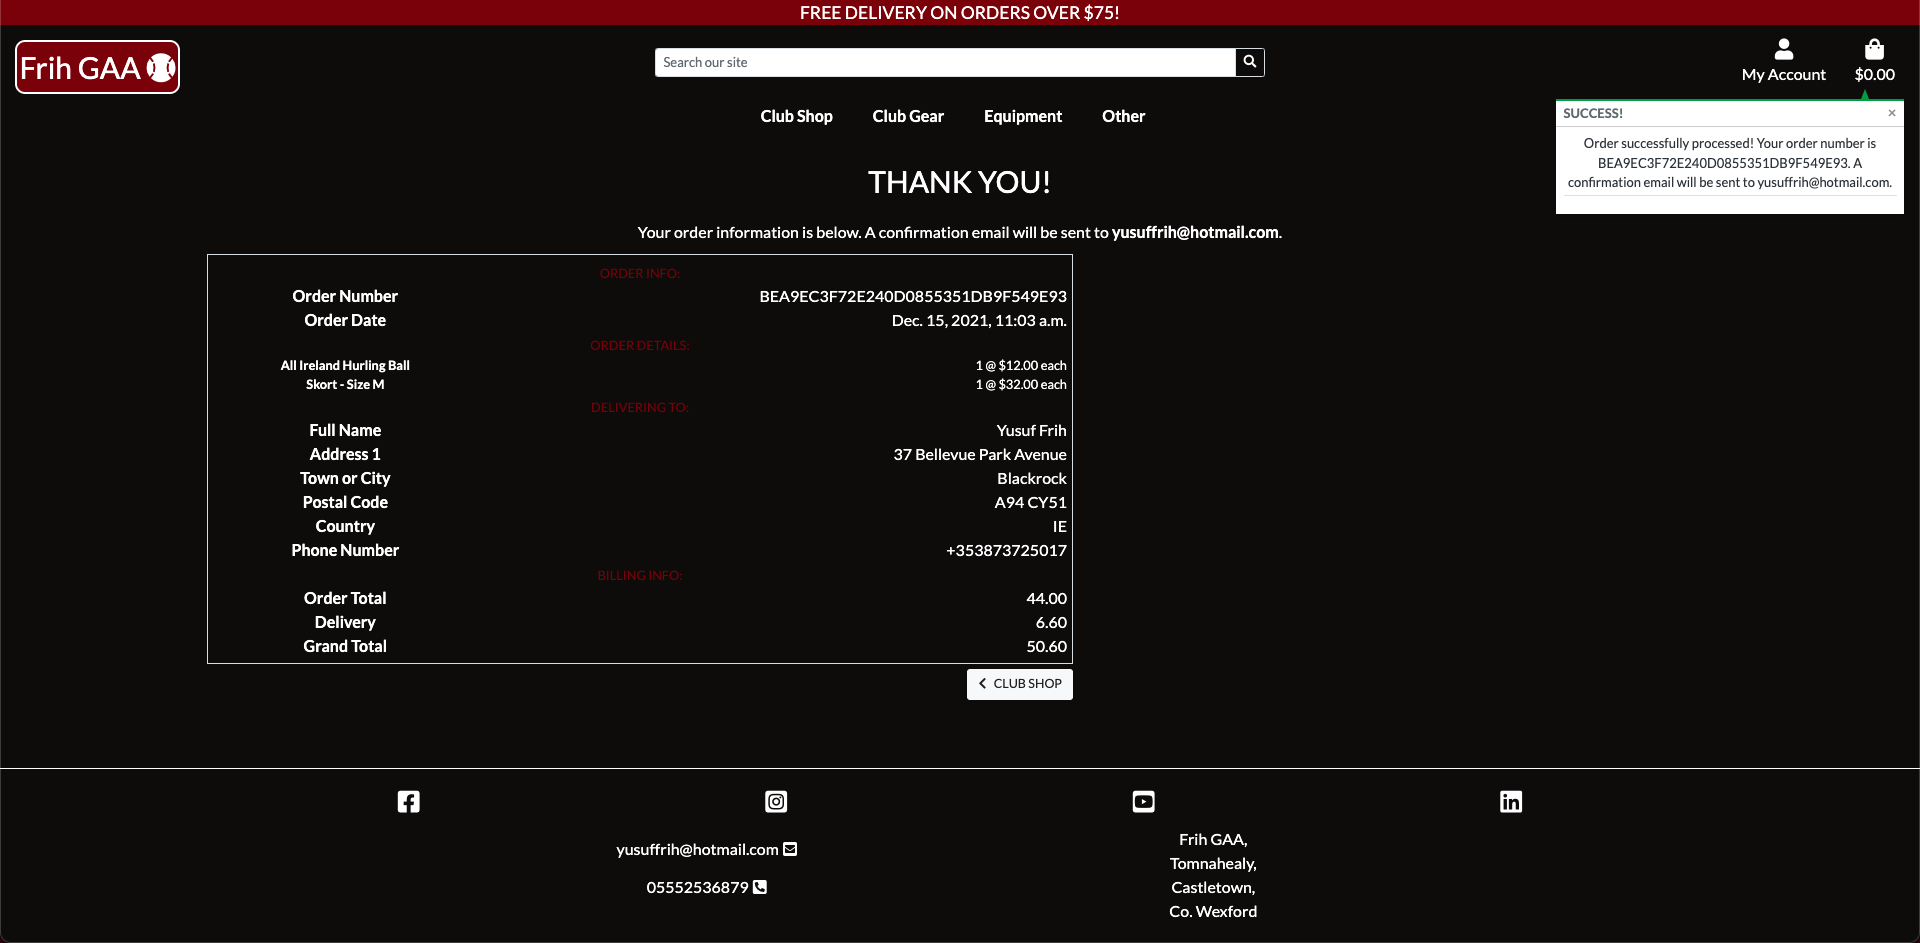 FREE DELIVERY ON ORDERS OVER $75!
Frih GAA
Search our site
My Account
$0.00
Club Shop Club Gear Equipment Other
SUCCESS! ×
Order successfully processed! Your order number is
BEA9EC3F72E240D0855351DB9F549E93. A
confirmation email will be sent to yusuffrih@hotmail.com.
THANK YOU!
Your order information is below. A confirmation email will be sent to yusuffrih@hotmail.com.
ORDER INFO:
Order Number BEA9EC3F72E240D0855351DB9F549E93
Order Date Dec. 15, 2021, 11:03 a.m.
ORDER DETAILS:
All Ireland Hurling Ball 1 @ $12.00 each
Skort - Size M 1 @ $32.00 each
DELIVERING TO:
Full Name Yusuf Frih
Address 1 37 Bellevue Park Avenue
Town or City Blackrock
Postal Code A94 CY51
Country IE
Phone Number +353873725017
BILLING INFO:
Order Total 44.00
Delivery 6.60
Grand Total 50.60
CLUB SHOP
yusuffrih@hotmail.com
05552536879
Frih GAA,
Tomnahealy,
Castletown,
Co. Wexford